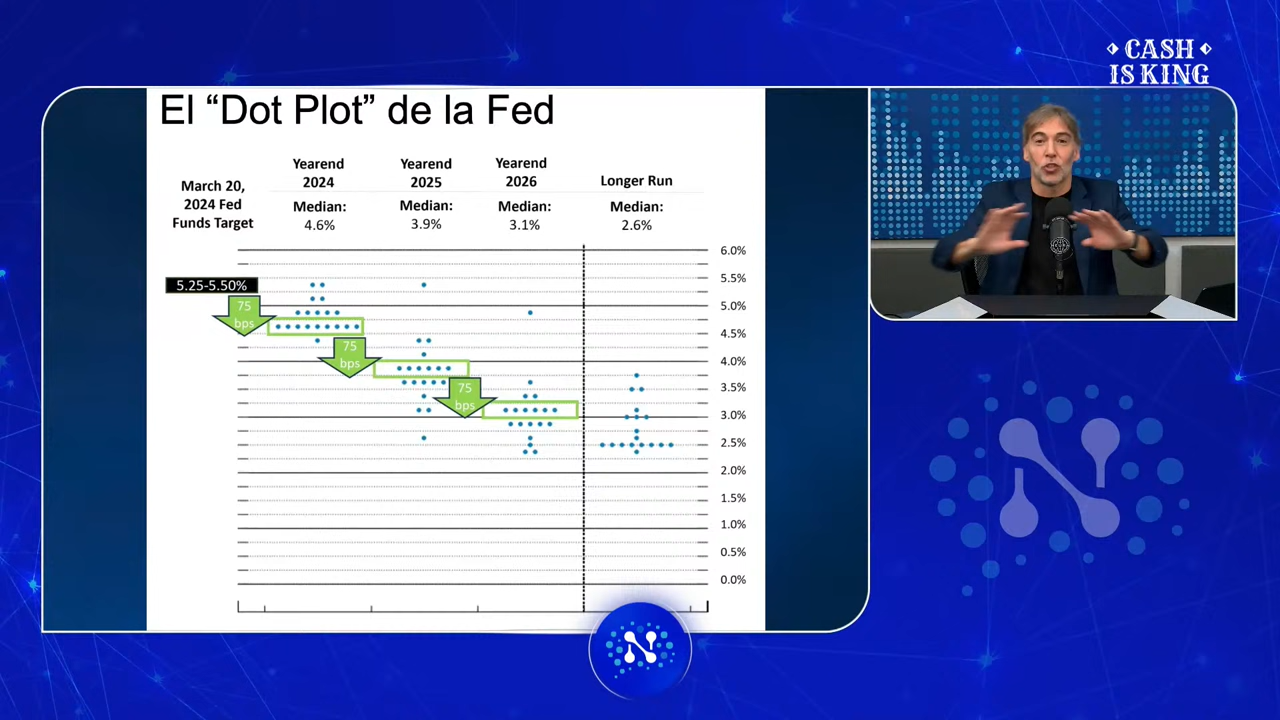 CASH
IS KING
El “Dot Plot” de la Fed
March 20,
2024 Fed
Funds Target
Yearend
2024
Median:
4.6%
Yearend
2025
Median:
3.9%
Yearend
2026
Median:
3.1%
Longer Run
Median:
2.6%
5.25-5.50%
75
bps
75
bps
75
bps
6.0%
5.5%
5.0%
4.5%
4.0%
3.5%
3.0%
2.5%
2.0%
1.5%
1.0%
0.5%
0.0%
N
N